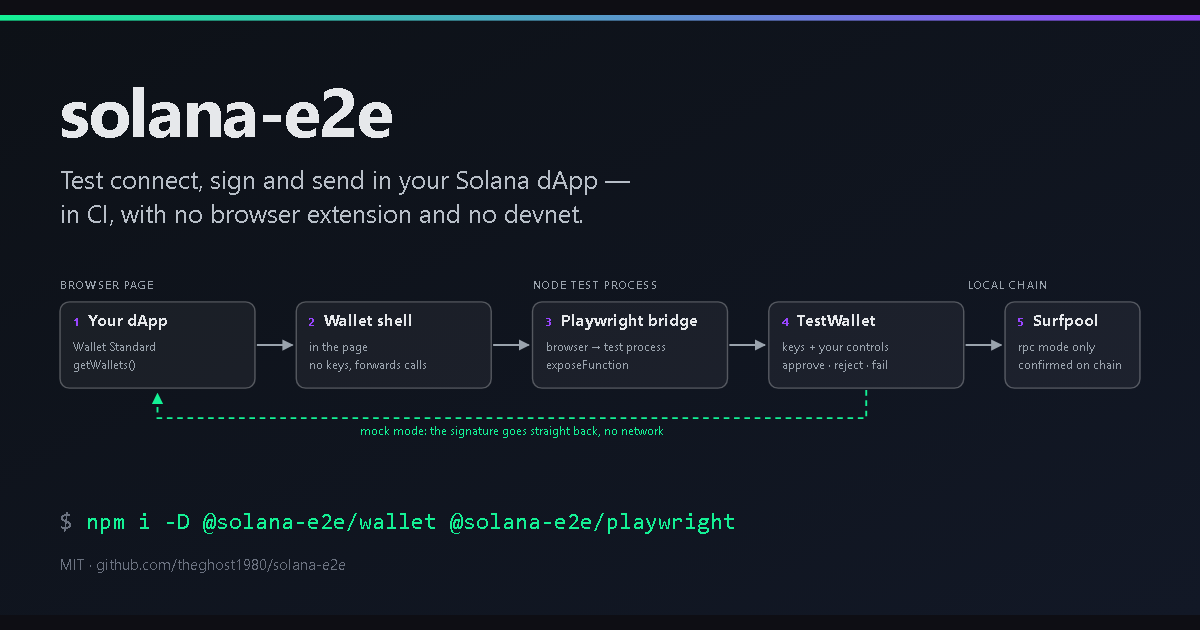 solana-e2e
Test connect, sign and send in your Solana dApp —
in CI, with no browser extension and no devnet.
BROWSER PAGE
NODE TEST PROCESS
LOCAL CHAIN
1 Your dApp
Wallet Standard
getWallets()
2 Wallet shell
in the page
no keys, forwards calls
3 Playwright bridge
browser → test process
exposeFunction
4 TestWallet
keys + your controls
approve · reject · fail
5 Surfpool
rpc mode only
confirmed on chain
mock mode: the signature goes straight back, no network
$ npm i -D @solana-e2e/wallet @solana-e2e/playwright
MIT · github.com/theghost1980/solana-e2e